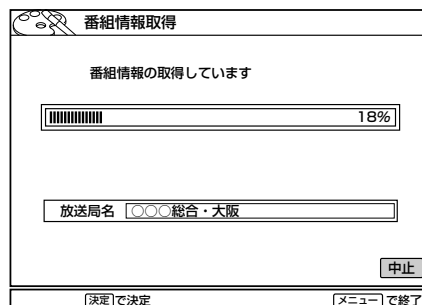 番組情報取得
番組情報の取得しています
18%
放送局名 ○○○総合・大阪
中止
決定で決定 メニューで終了